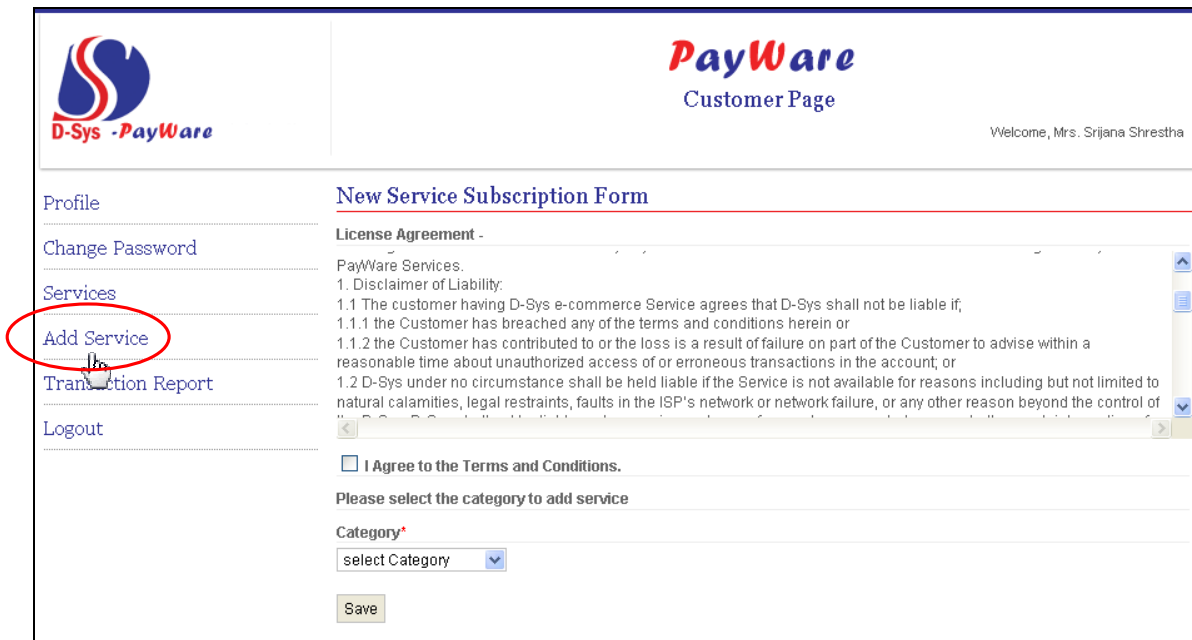 D-Sys -PayWare
PayWare
Customer Page
Welcome, Mrs. Srijana Shrestha
Profile
Change Password
Services
Add Service
Transaction Report
Logout
New Service Subscription Form
License Agreement -
PayWare Services.
1. Disclaimer of Liability:
1.1 The customer having D-Sys e-commerce Service agrees that D-Sys shall not be liable if;
1.1.1 the Customer has breached any of the terms and conditions herein or
1.1.2 the Customer has contributed to or the loss is a result of failure on part of the Customer to advise within a
reasonable time about unauthorized access of or erroneous transactions in the account; or
1.2 D-Sys under no circumstance shall be held liable if the Service is not available for reasons including but not limited to
natural calamities, legal restraints, faults in the ISP's network or network failure, or any other reason beyond the control of
I Agree to the Terms and Conditions.
Please select the category to add service
Category*
select Category
Save